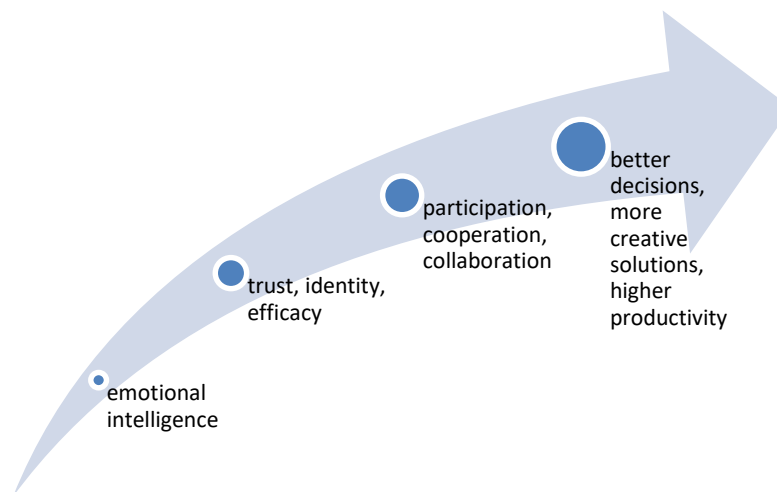 emotional
intelligence
trust, identity,
efficacy
participation,
cooperation,
collaboration
better
decisions,
more
creative
solutions,
higher
productivity